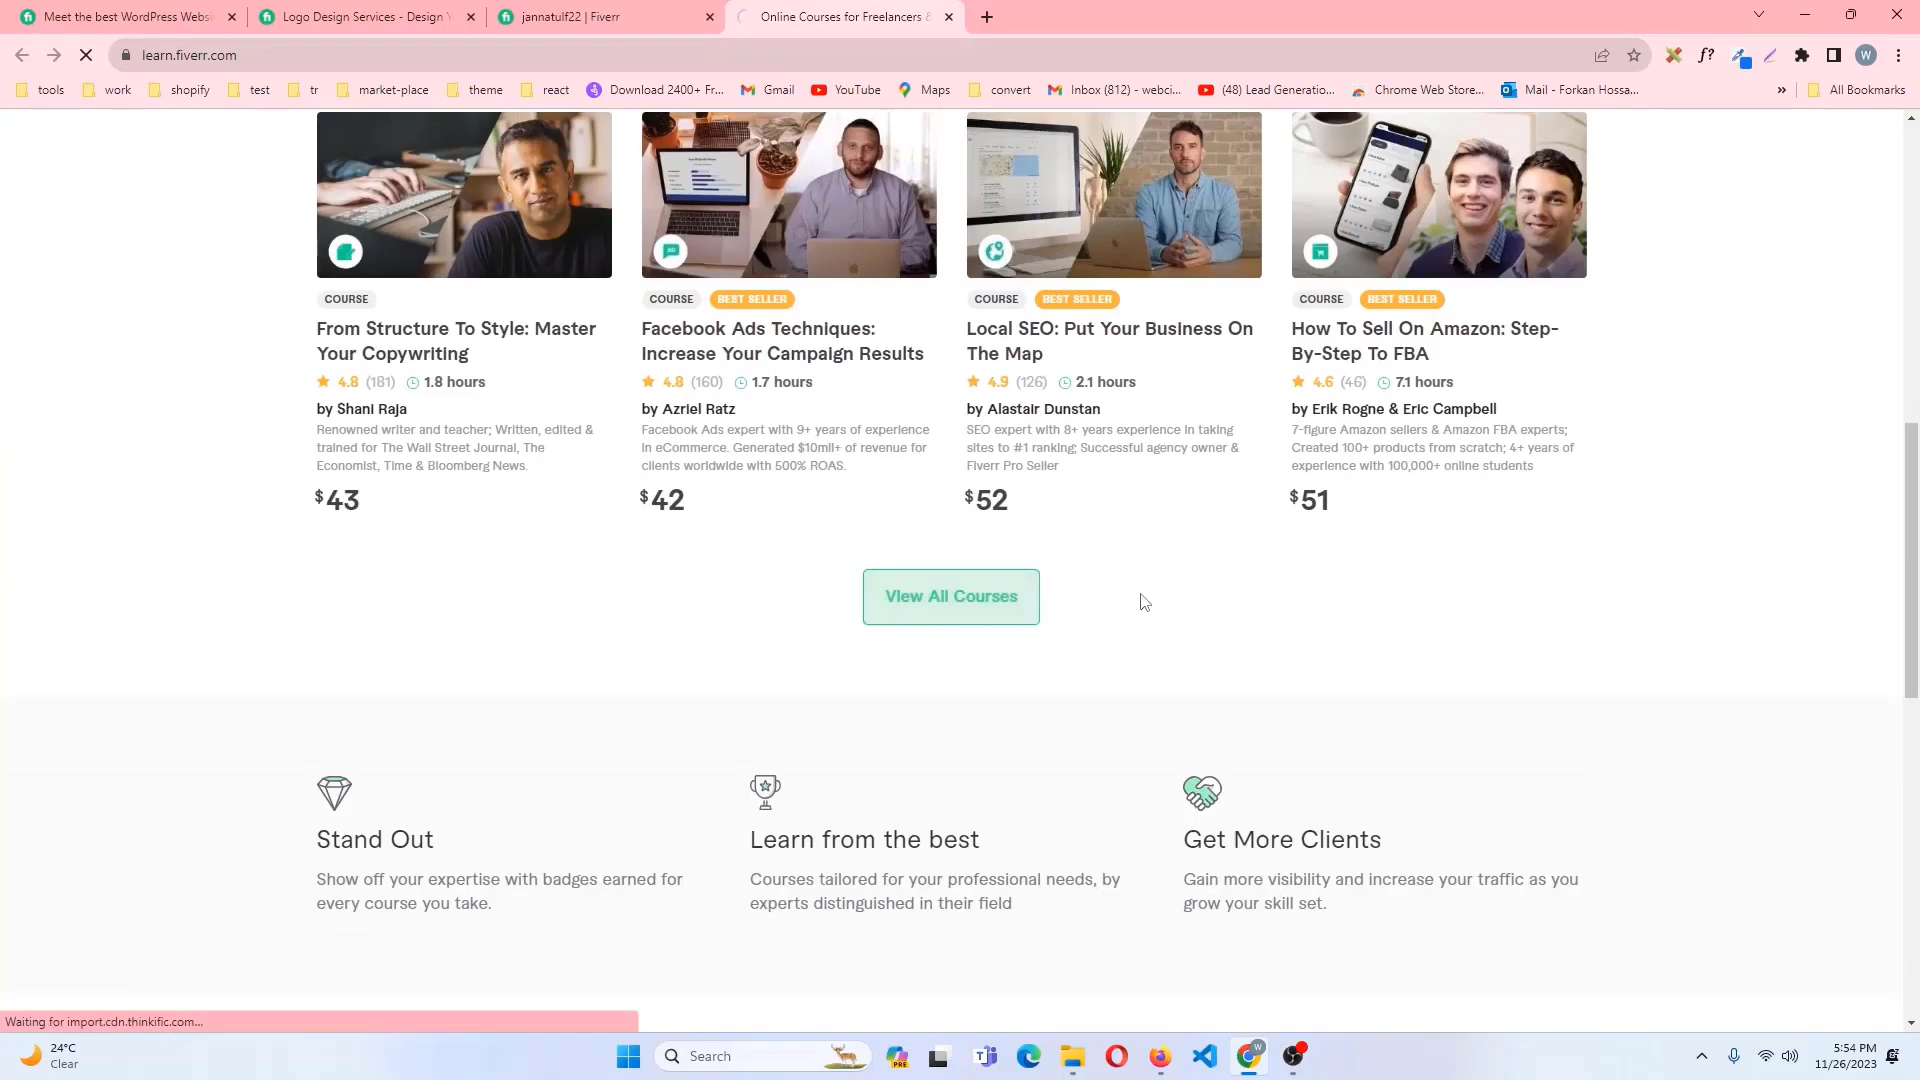 Meet the best WordPress Websi
Logo Design Services - Design Y
jannatulf22 | Fiverr
Online Courses for Freelancers &
learn.fiverr.com
f?
W
tools
work
shopify
test
tr
market-place
theme
react
Download 2400+ Fr...
Gmail
YouTube
Maps
convert
Inbox (812) - webci...
(48) Lead Generatio...
Chrome Web Store...
Mail - Forkan Hossa...
»
All Bookmarks
COURSE
From Structure To Style: Master
Your Copywriting
4.8 (181) 1.8 hours
by Shani Raja
Renowned writer and teacher; Written, edited &
trained for The Wall Street Journal, The
Economist, Time & Bloomberg News.
$43
AD
COURSE BEST SELLER
Facebook Ads Techniques:
Increase Your Campaign Results
4.8 (160) 1.7 hours
by Azriel Ratz
Facebook Ads expert with 9+ years of experience
in eCommerce. Generated $10mil+ of revenue for
clients worldwide with 500% ROAS.
$42
COURSE BEST SELLER
Local SEO: Put Your Business On
The Map
4.9 (126) 2.1 hours
by Alastair Dunstan
SEO expert with 8+ years experience in taking
sites to #1 ranking; Successful agency owner &
Fiverr Pro Seller
$52
COURSE BEST SELLER
How To Sell On Amazon: Step-
By-Step To FBA
4.6 (46) 7.1 hours
by Erik Rogne & Eric Campbell
7-figure Amazon sellers & Amazon FBA experts;
Created 100+ products from scratch; 4+ years of
experience with 100,000+ online students
$51
View All Courses
Stand Out
Show off your expertise with badges earned for
every course you take.
Learn from the best
Courses tailored for your professional needs, by
experts distinguished in their field
Get More Clients
Gain more visibility and increase your traffic as you
grow your skill set.
Waiting for import.cdn.thinkific.com...
24°C
Clear
Search
PRE
W
5:54 PM
11/26/2023